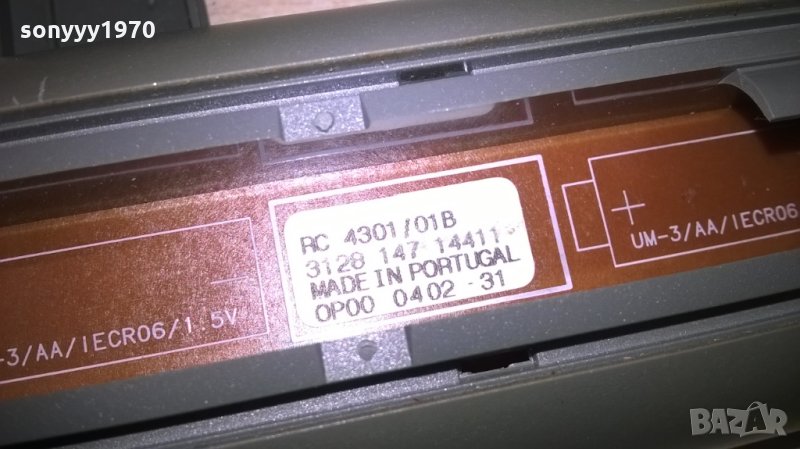 sonyyy1970
RC 4301/01B
3128 147 14411
MADE IN PORTUGAL
OP00 0402-31
-3/AA/IECR06/1.5V
+
UM-3/AA/IECR06
BAZAR